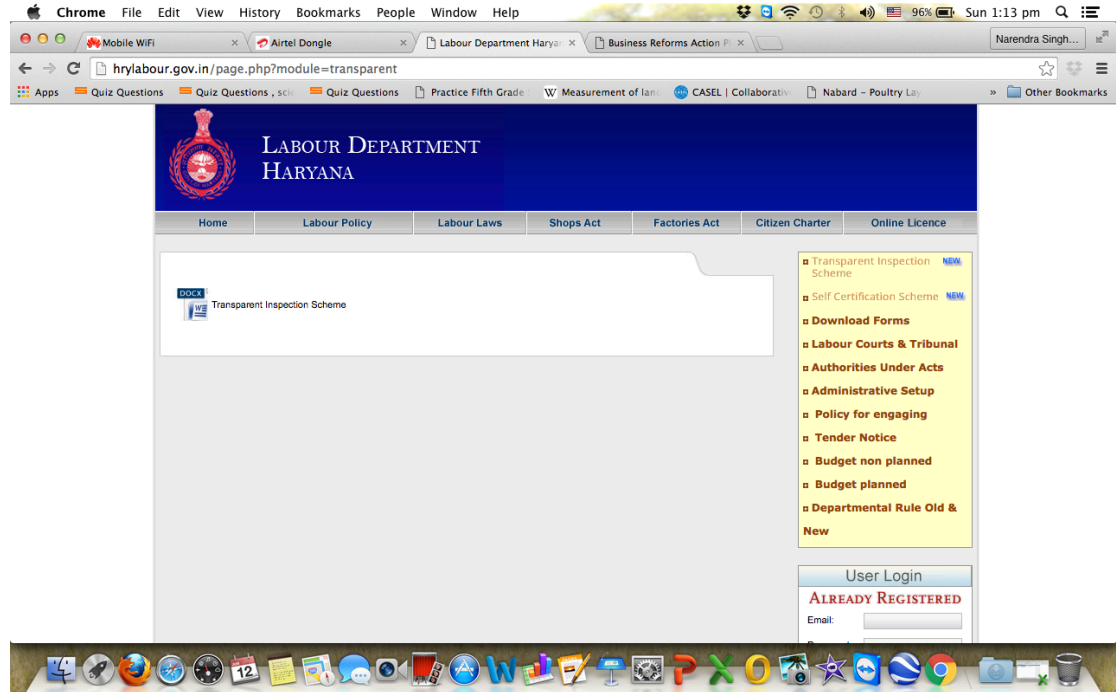 Chrome File Edit View History Bookmarks People Window Help 96% Sun 1:13 pm
Mobile WiFi Airtel Dongle Labour Department Haryan Business Reforms Action Pl Narendra Singh...
hrylabour.gov.in/page.php?module=transparent
Apps Quiz Questions Quiz Questions , scie Quiz Questions Practice Fifth Grade Measurement of land CASEL | Collaborative Nabard – Poultry Lay » Other Bookmarks
LABOUR DEPARTMENT
HARYANA
Home Labour Policy Labour Laws Shops Act Factories Act Citizen Charter Online Licence
DOCX
W
Transparent Inspection Scheme
Transparent Inspection NEW
Scheme
Self Certification Scheme NEW
Download Forms
Labour Courts & Tribunal
Authorities Under Acts
Administrative Setup
Policy for engaging
Tender Notice
Budget non planned
Budget planned
Departmental Rule Old &
New
User Login
ALREADY REGISTERED
Email:
12